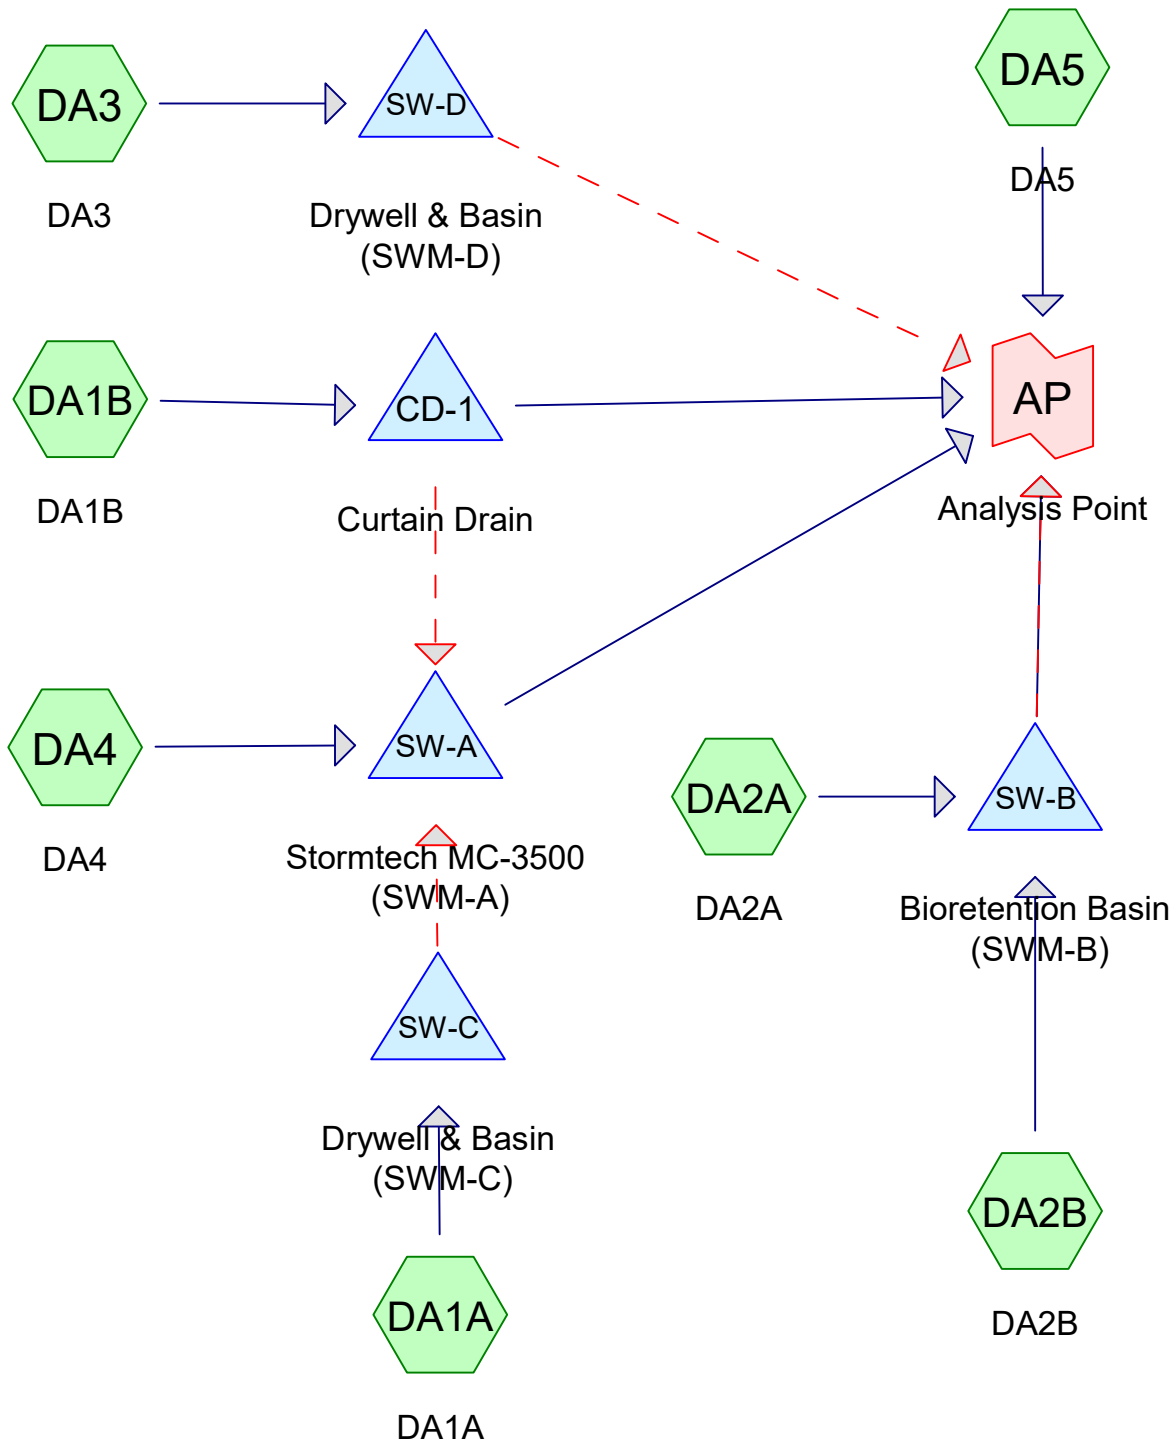 DA3
DA3
SW-D
Drywell & Basin
(SWM-D)
DA5
DA5
DA1B
DA1B
CD-1
Curtain Drain
AP
Analysis Point
DA4
DA4
SW-A
Stormtech MC-3500
(SWM-A)
DA2A
DA2A
SW-B
Bioretention Basin
(SWM-B)
SW-C
Drywell & Basin
(SWM-C)
DA1A
DA1A
DA2B
DA2B